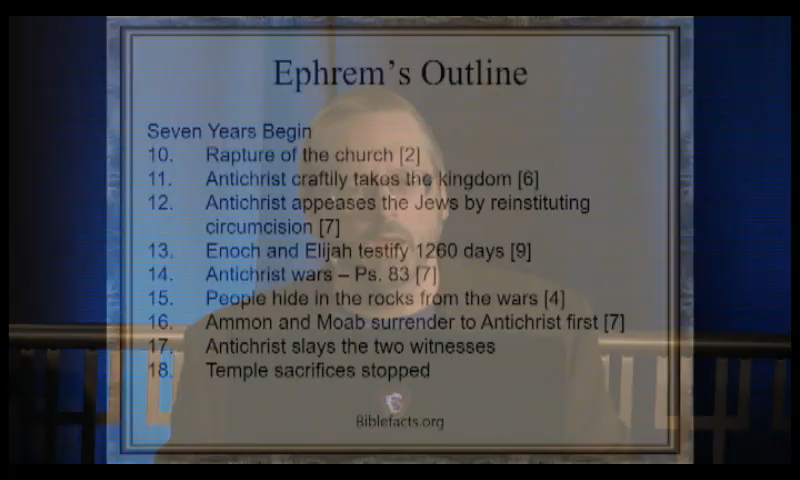 Ephrem's Outline
Seven Years Begin
10. Rapture of the church [2]
11. Antichrist craftily takes the kingdom [6]
12. Antichrist appeases the Jews by reinstituting
circumcision [7]
13. Enoch and Elijah testify 1260 days [9]
14. Antichrist wars – Ps. 83 [7]
15. People hide in the rocks from the wars [4]
16. Ammon and Moab surrender to Antichrist first [7]
17. Antichrist slays the two witnesses
18. Temple sacrifices stopped
Biblefacts.org